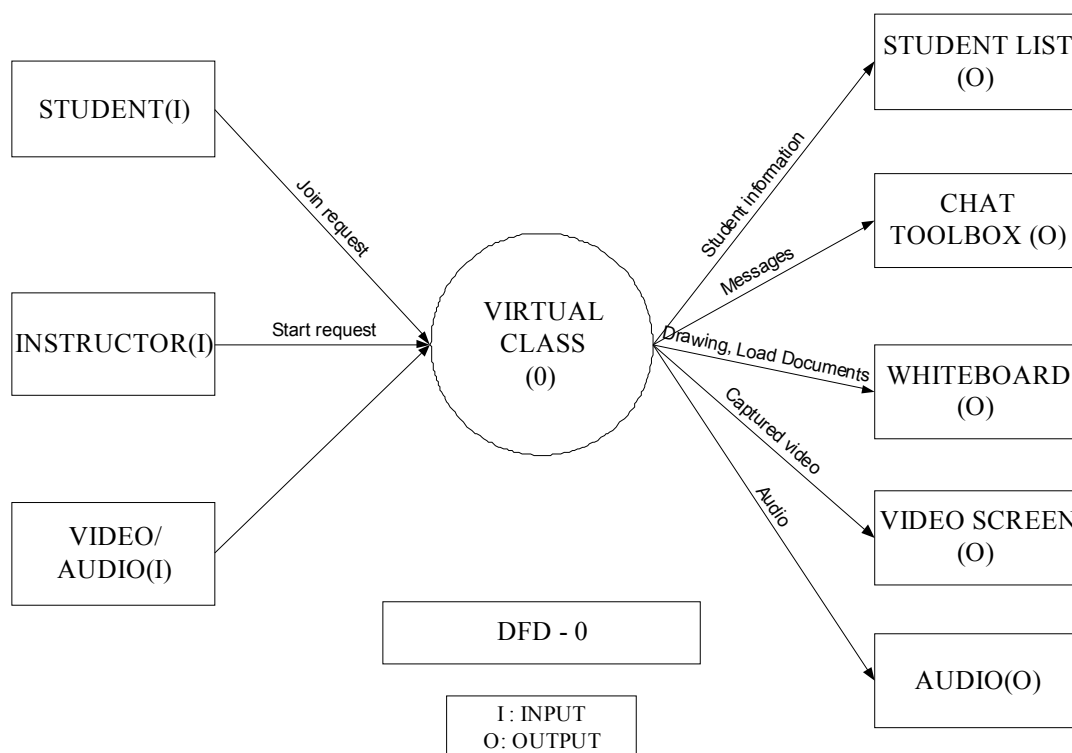 STUDENT(I)
Join request
INSTRUCTOR(I)
Start request
VIDEO/
AUDIO(I)
VIRTUAL
CLASS
(0)
Student information
STUDENT LIST
(O)
Messages
CHAT
TOOLBOX (O)
Drawing, Load Documents
WHITEBOARD
(O)
Captured video
VIDEO SCREEN
(O)
Audio
AUDIO(O)
DFD - 0
I : INPUT
O: OUTPUT